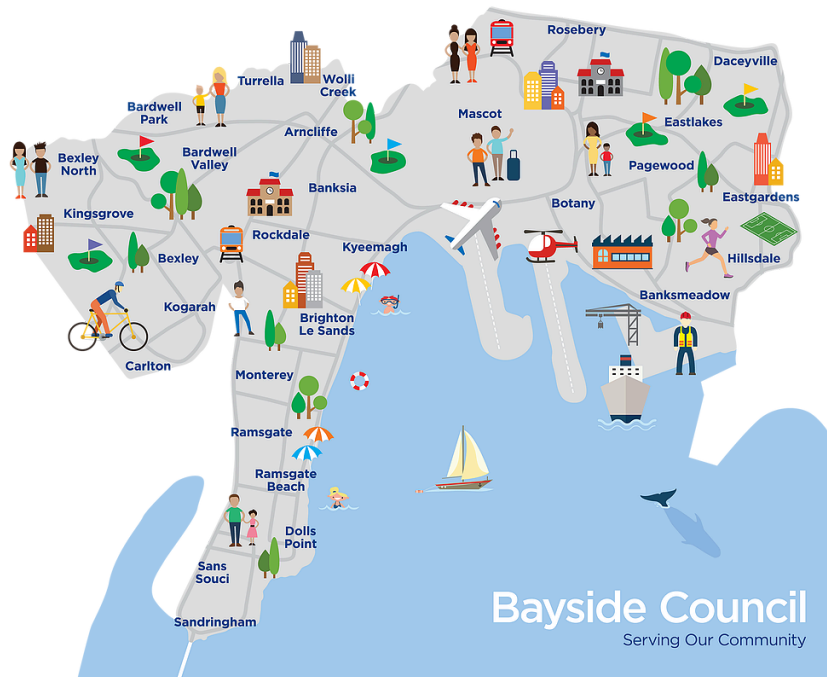 Rosebery
Daceyville
Turrella
Wolli
Creek
Bardwell
Park
Mascot
Eastlakes
Arncliffe
Bexley
North
Bardwell
Valley
Pagewood
Banksia
Eastgardens
Kingsgrove
Botany
Rockdale
Kyeemagh
Bexley
Hillsdale
Kogarah
Banksmeadow
Brighton
Le Sands
Carlton
Monterey
Ramsgate
Ramsgate
Beach
Dolls
Point
Sans
Souci
Sandringham
Bayside Council
Serving Our Community